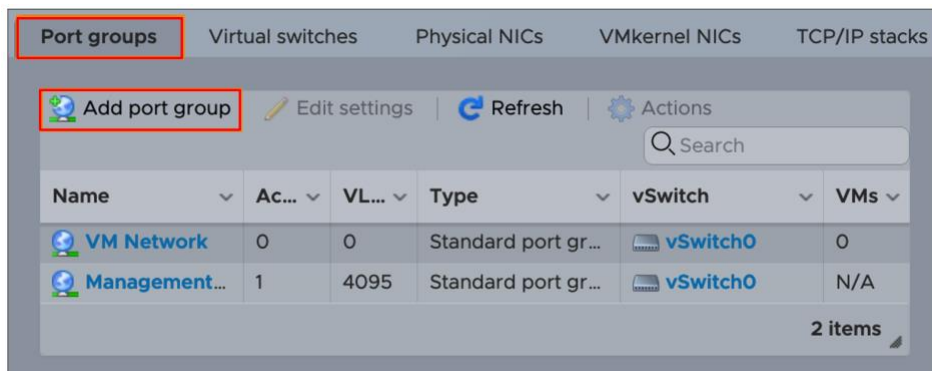 Port groups Virtual switches Physical NICs VMkernel NICs TCP/IP stacks
Add port group Edit settings Refresh Actions
Search
Name Ac... VL... Type vSwitch VMs
VM Network 0 0 Standard port gr... vSwitch0 0
Management... 1 4095 Standard port gr... vSwitch0 N/A
2 items